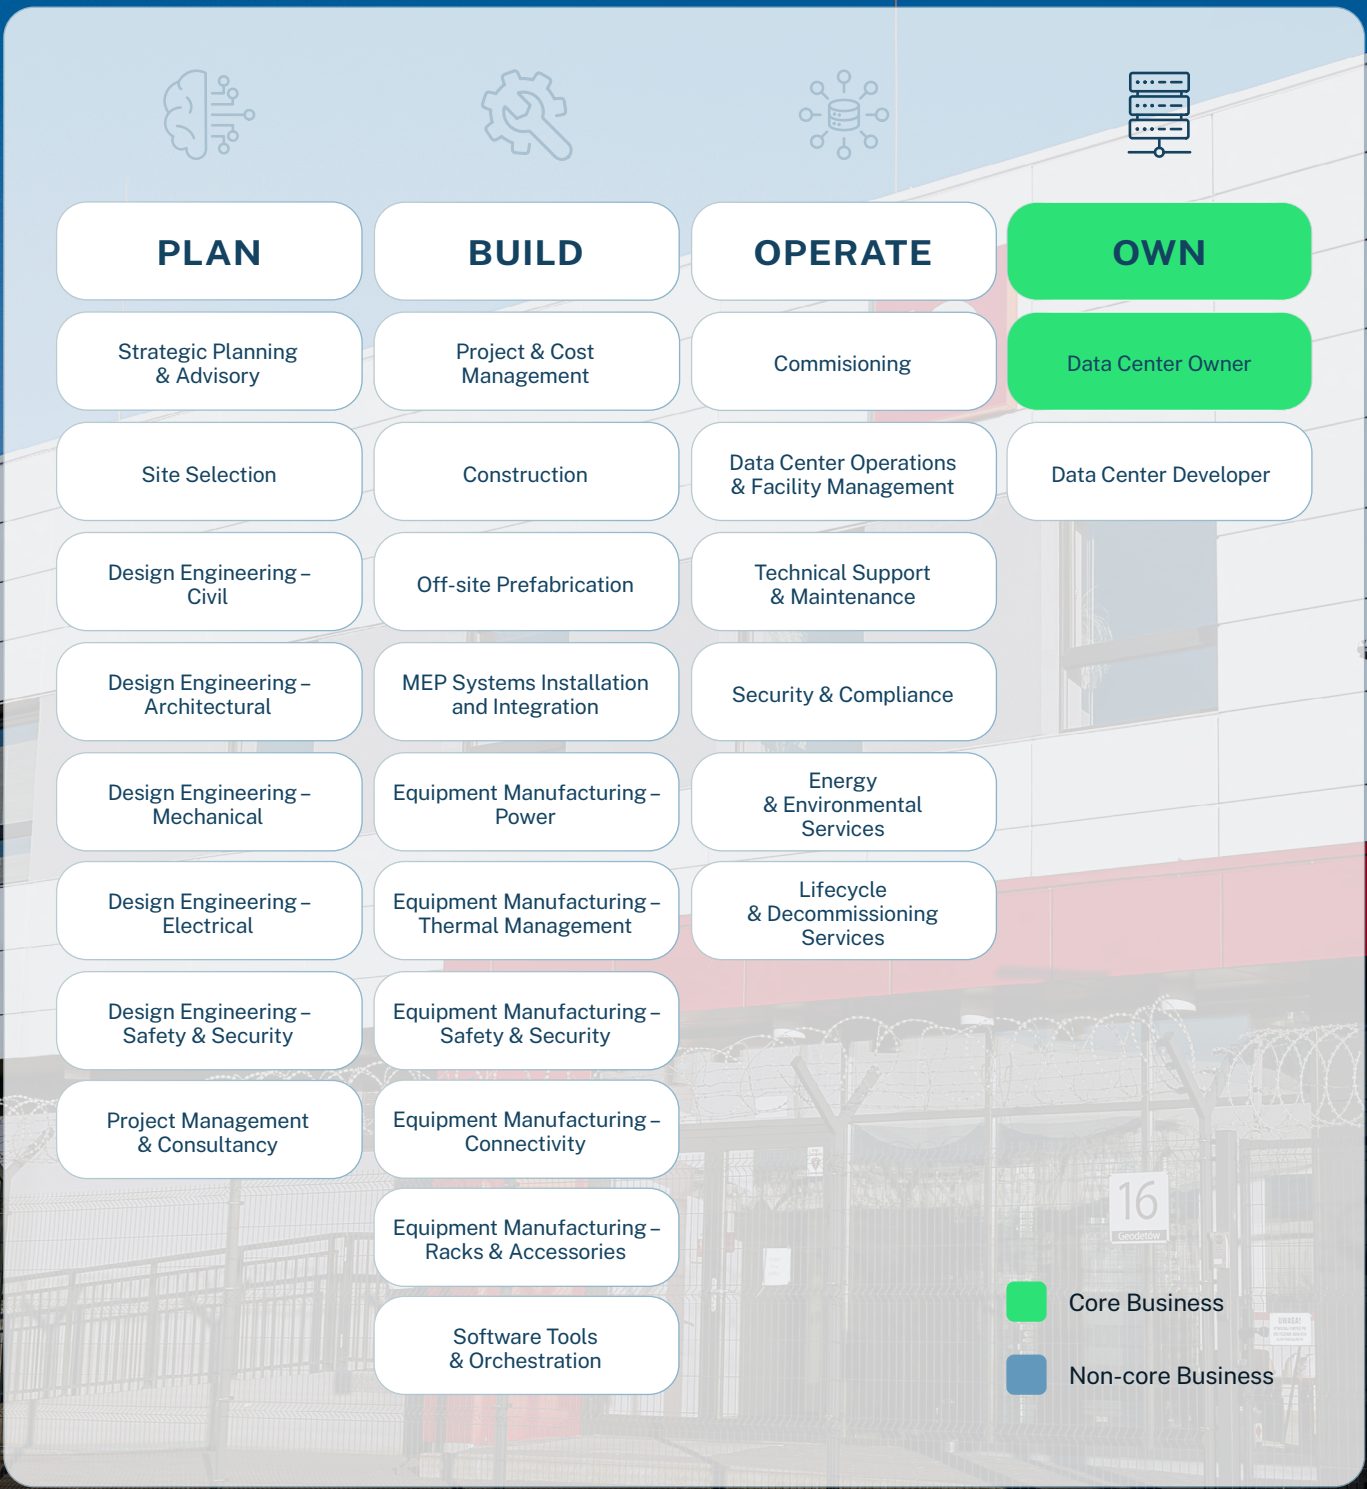 PLAN
BUILD
OPERATE
OWN
Strategic Planning
& Advisory
Project & Cost
Management
Commisioning
Data Center Owner
Site Selection
Construction
Data Center Operations
& Facility Management
Data Center Developer
Design Engineering –
Civil
Off-site Prefabrication
Technical Support
& Maintenance
Design Engineering –
Architectural
MEP Systems Installation
and Integration
Security & Compliance
Design Engineering –
Mechanical
Equipment Manufacturing –
Power
Energy
& Environmental
Services
Design Engineering –
Electrical
Equipment Manufacturing –
Thermal Management
Lifecycle
& Decommissioning
Services
Design Engineering –
Safety & Security
Equipment Manufacturing –
Safety & Security
Project Management
& Consultancy
Equipment Manufacturing –
Connectivity
Equipment Manufacturing –
Racks & Accessories
Software Tools
& Orchestration
16
Geodetów
UWAGA!
Core Business
Non-core Business